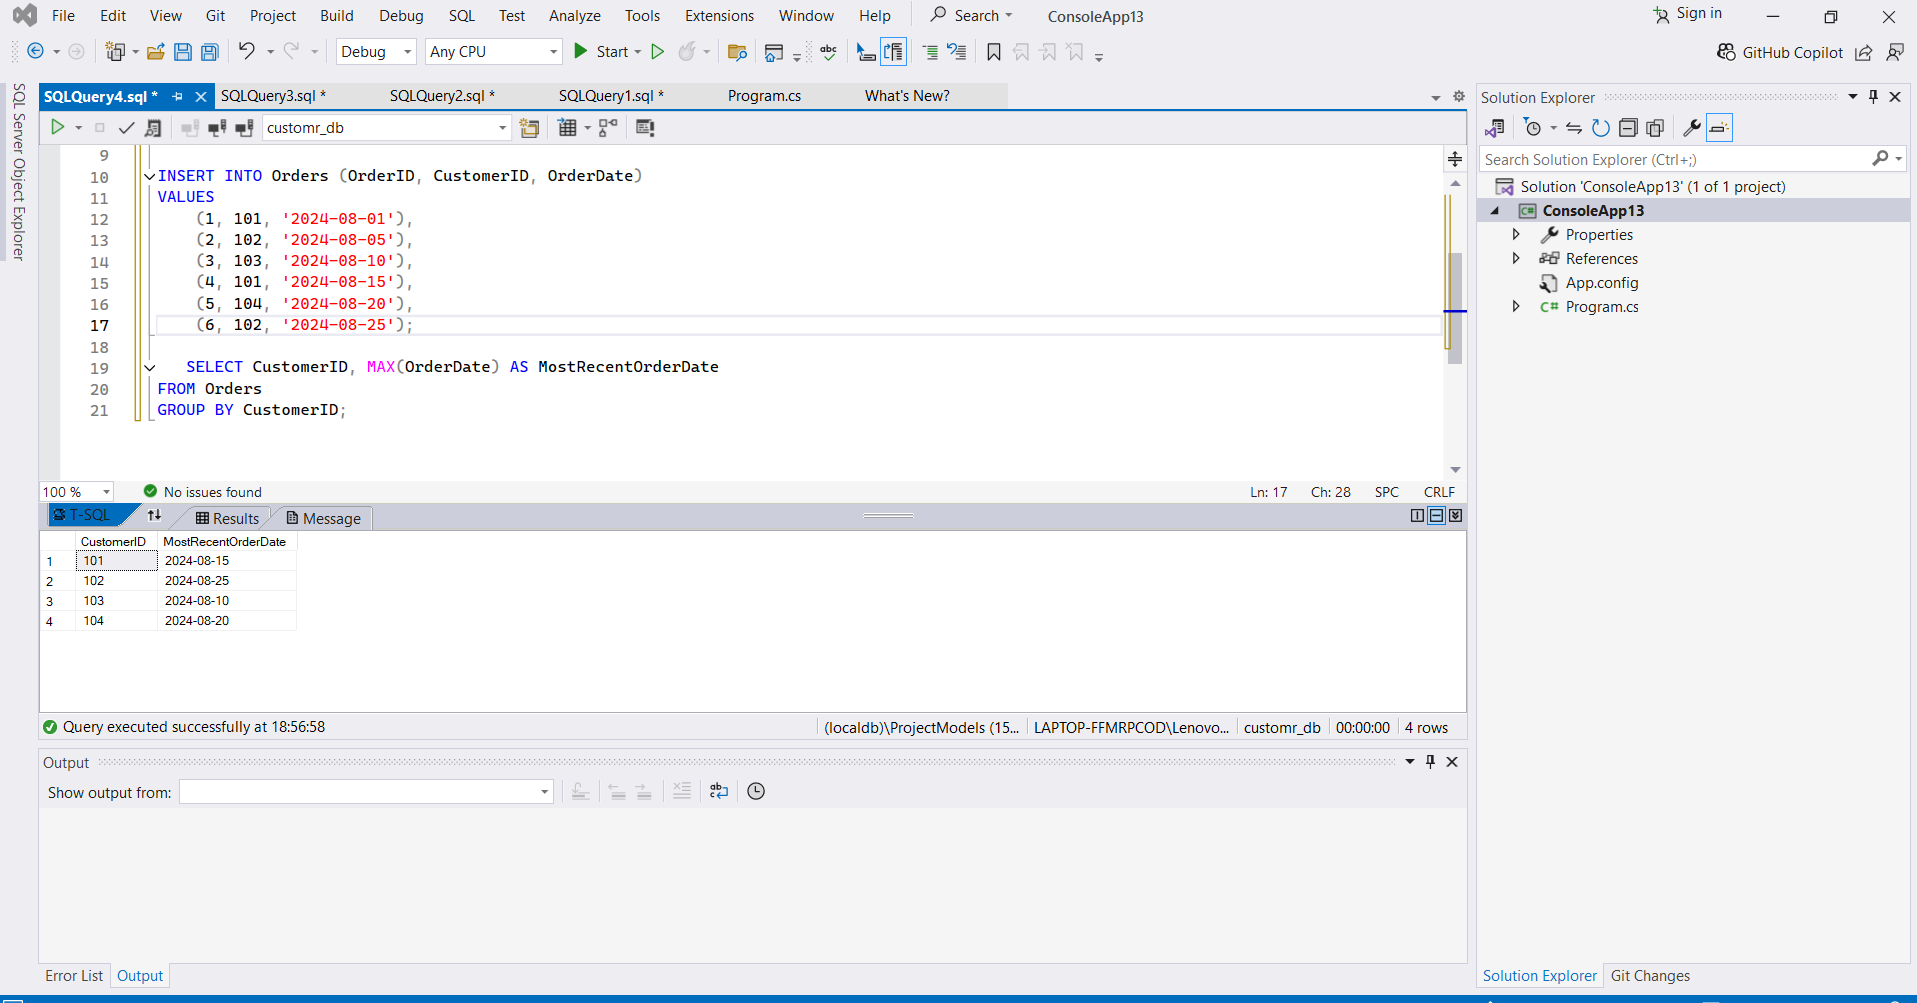 File Edit View Git Project Build Debug SQL Test Analyze Tools Extensions Window Help Search ConsoleApp13 Sign in
Debug Any CPU Start abc GitHub Copilot
SQL Server Object Explorer
SQLQuery4.sql * SQLQuery3.sql * SQLQuery2.sql * SQLQuery1.sql * Program.cs What's New?
customr_db
9
10 INSERT INTO Orders (OrderID, CustomerID, OrderDate)
11 VALUES
12 (1, 101, '2024-08-01'),
13 (2, 102, '2024-08-05'),
14 (3, 103, '2024-08-10'),
15 (4, 101, '2024-08-15'),
16 (5, 104, '2024-08-20'),
17 (6, 102, '2024-08-25');
18
19 SELECT CustomerID, MAX(OrderDate) AS MostRecentOrderDate
20 FROM Orders
21 GROUP BY CustomerID;
100 % No issues found Ln: 17 Ch: 28 SPC CRLF
T-SQL Results Message
CustomerID MostRecentOrderDate
1 101 2024-08-15
2 102 2024-08-25
3 103 2024-08-10
4 104 2024-08-20
Query executed successfully at 18:56:58 (localdb)\ProjectModels (15... LAPTOP-FFMRPCOD\Lenovo... customr_db 00:00:00 4 rows
Output
Show output from:
Error List Output
Solution Explorer
Search Solution Explorer (Ctrl+;)
Solution 'ConsoleApp13' (1 of 1 project)
C# ConsoleApp13
Properties
References
App.config
C# Program.cs
Solution Explorer Git Changes